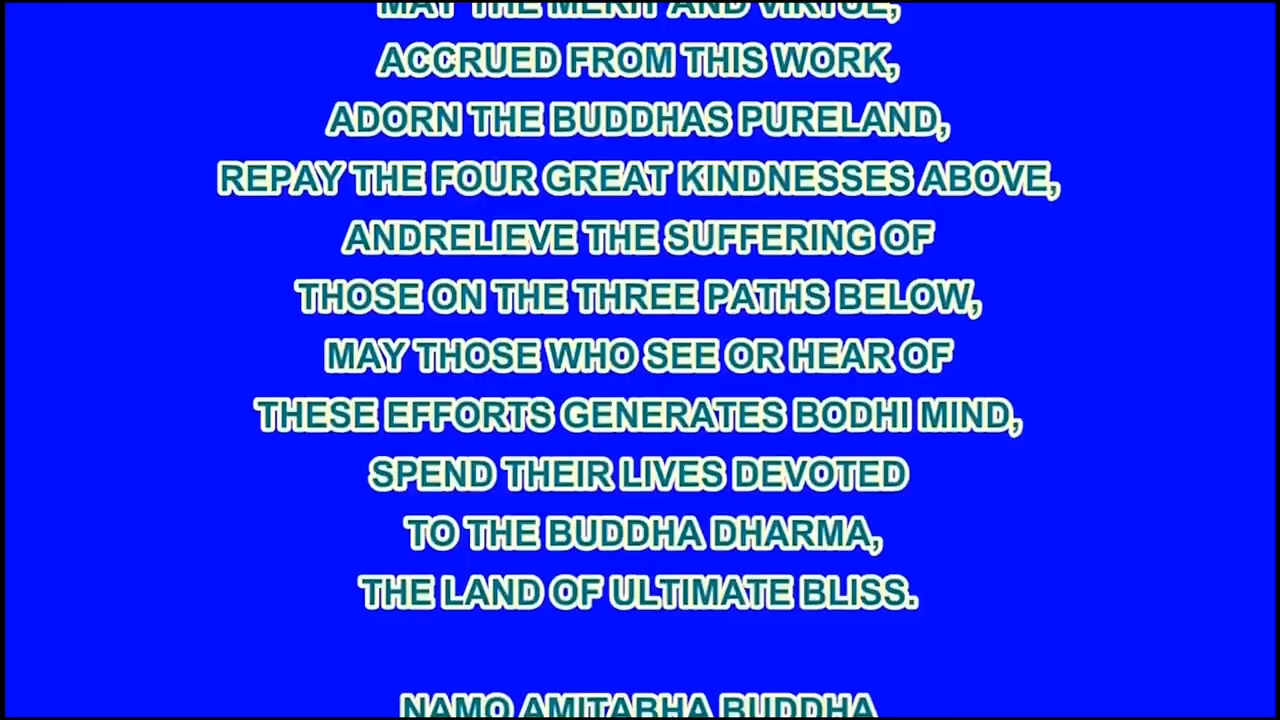 MAY THE MERIT AND VIRTUE,
ACCRUED FROM THIS WORK,
ADORN THE BUDDHAS PURELAND,
REPAY THE FOUR GREAT KINDNESSES ABOVE,
ANDRELIEVE THE SUFFERING OF
THOSE ON THE THREE PATHS BELOW,
MAY THOSE WHO SEE OR HEAR OF
THESE EFFORTS GENERATES BODHI MIND,
SPEND THEIR LIVES DEVOTED
TO THE BUDDHA DHARMA,
THE LAND OF ULTIMATE BLISS.
NAMO AMITABHA BUDDHA